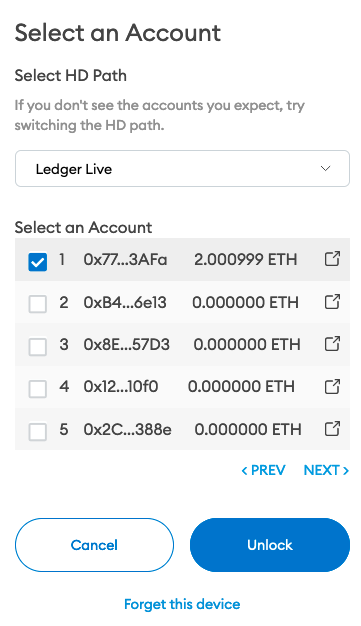 Select an Account
Select HD Path
If you don't see the accounts you expect, try
switching the HD path.
Ledger Live
Select an Account
1 0x77...3AFa 2.000999 ETH
2 0xB4...6e13 0.000000 ETH
3 0x8E...57D3 0.000000 ETH
4 0x12...10f0 0.000000 ETH
5 0x2C...388e 0.000000 ETH
< PREV NEXT >
Cancel Unlock
Forget this device